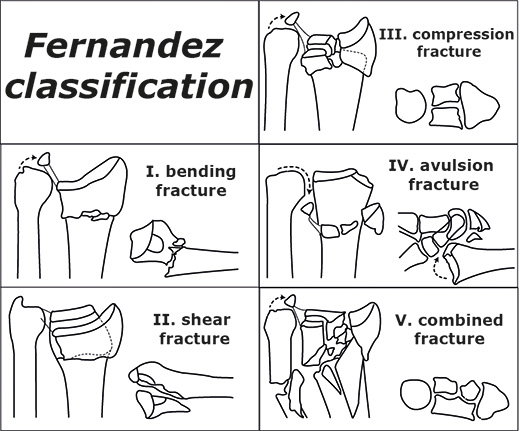 Fernandez
classification
III. compression
fracture
I. bending
fracture
IV. avulsion
fracture
II. shear
fracture
V. combined
fracture